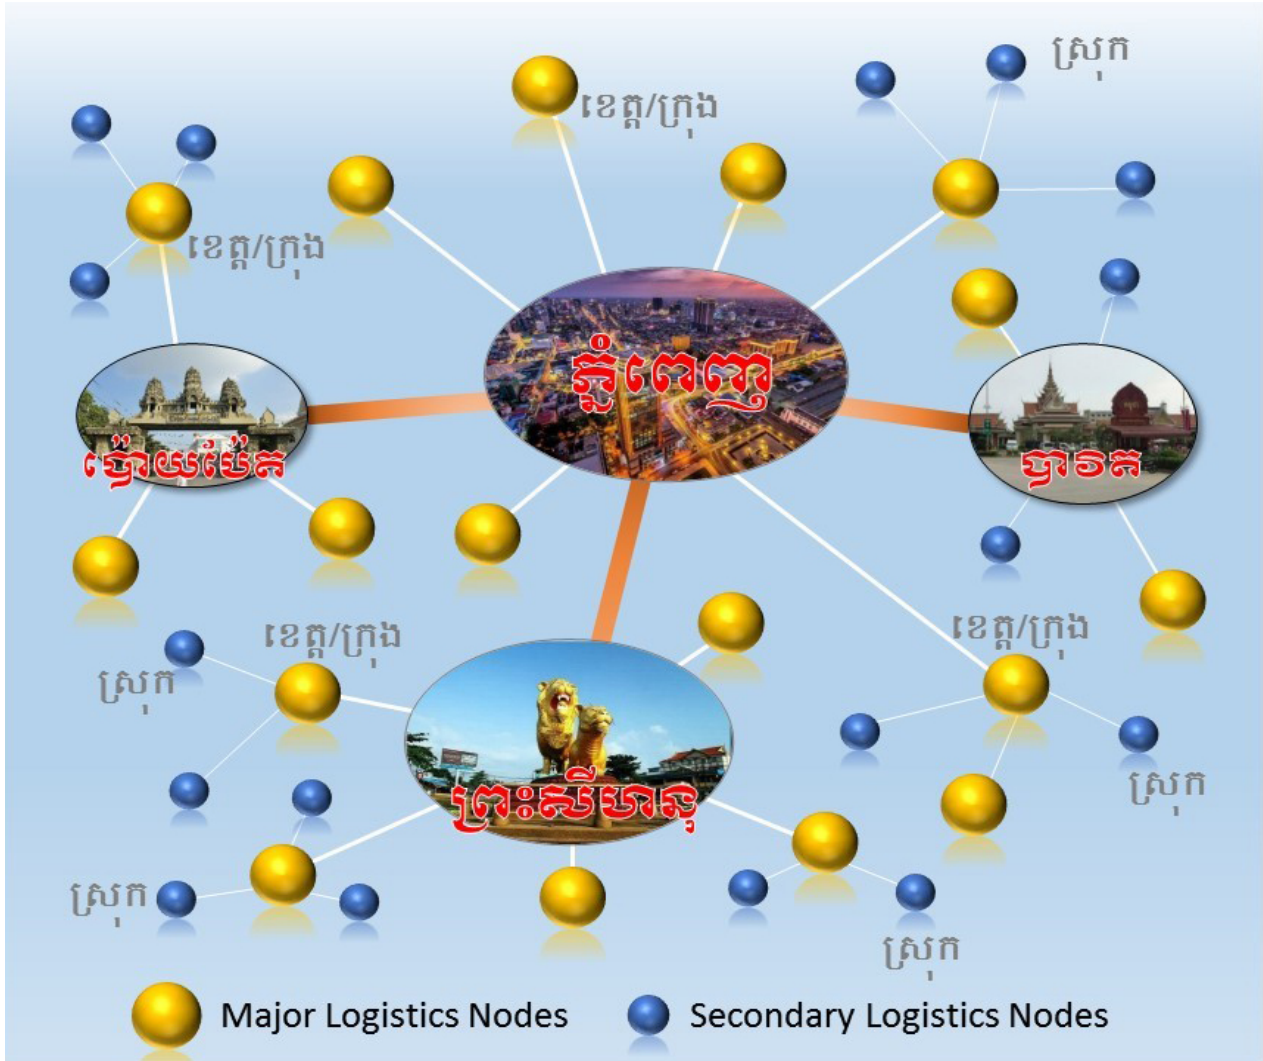 ស្រុក
ខេត្ត/ក្រុង
ខេត្ត/ក្រុង
ភ្នំពេញ
ប៉ោយប៉ែត
បាវិត
ខេត្ត/ក្រុង
ខេត្ត/ក្រុង
ស្រុក
ស្រុក
ព្រះសីហនុ
ស្រុក
ស្រុក
Major Logistics Nodes
Secondary Logistics Nodes